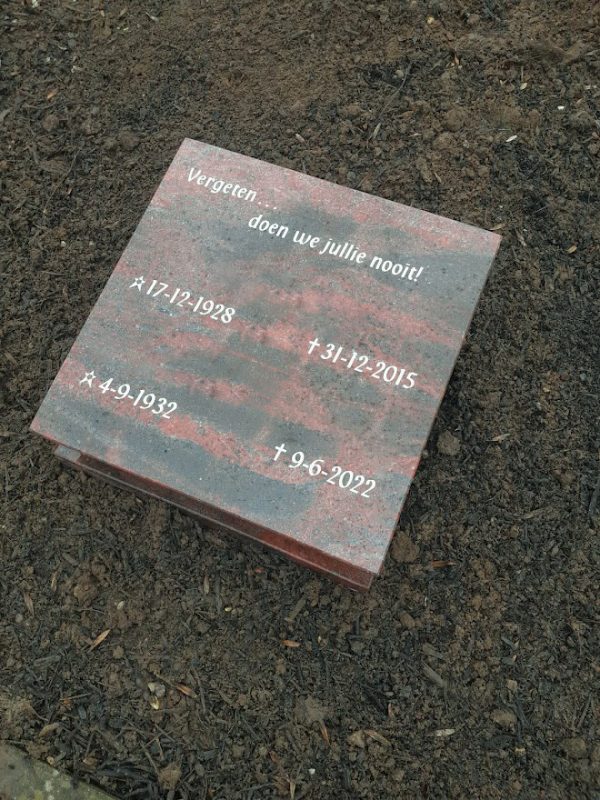 Vergeten...
doen we jullie nooit!
☆17-12-1928
†31-12-2015
☆4-9-1932
†9-6-2022